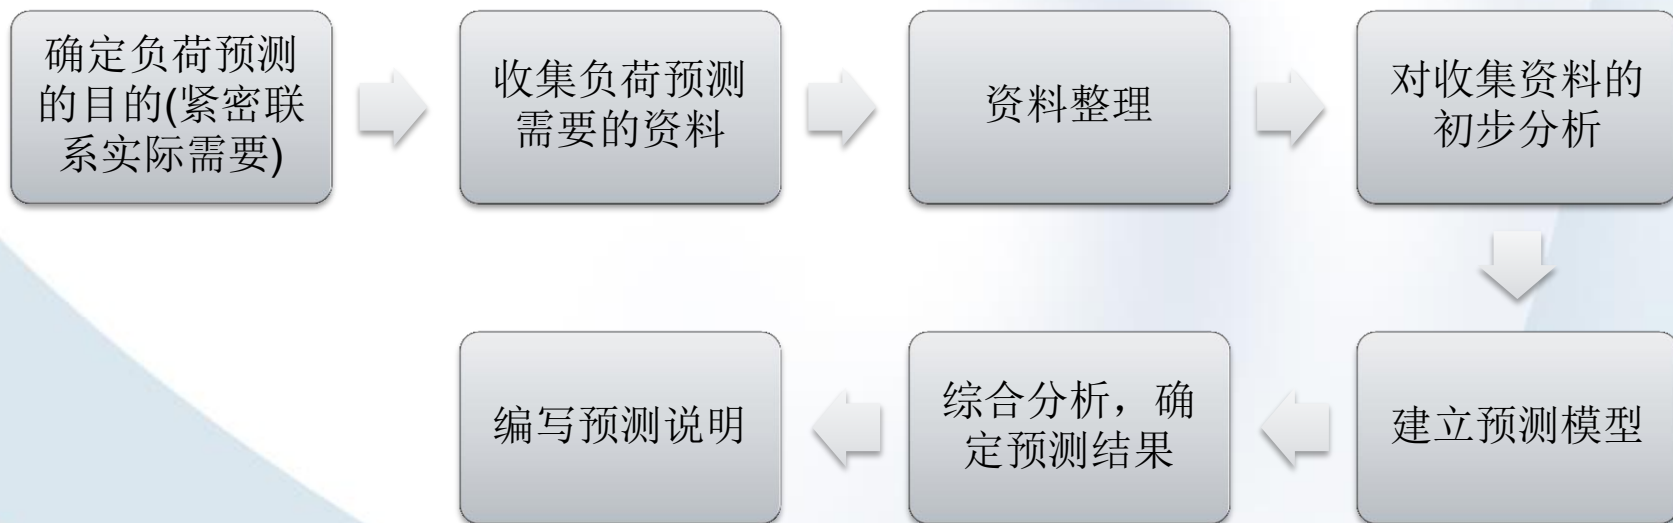 确定负荷预测
的目的(紧密联
系实际需要)
收集负荷预测
需要的资料
资料整理
对收集资料的
初步分析
建立预测模型
综合分析，确
定预测结果
编写预测说明